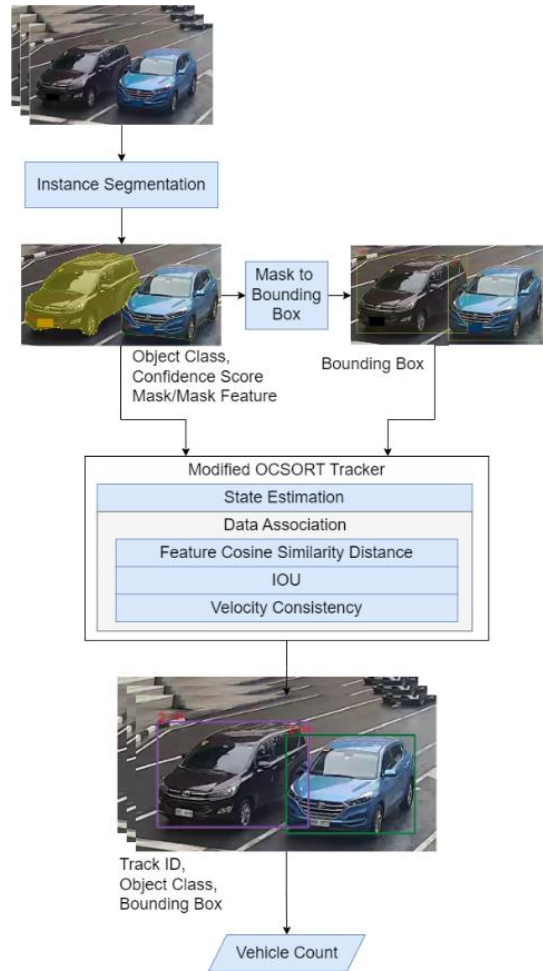 Instance Segmentation
Mask to
Bounding
Box
Object Class,
Confidence Score
Mask/Mask Feature
Bounding Box
Modified OCSORT Tracker
State Estimation
Data Association
Feature Cosine Similarity Distance
IOU
Velocity Consistency
Track ID,
Object Class,
Bounding Box
Vehicle Count